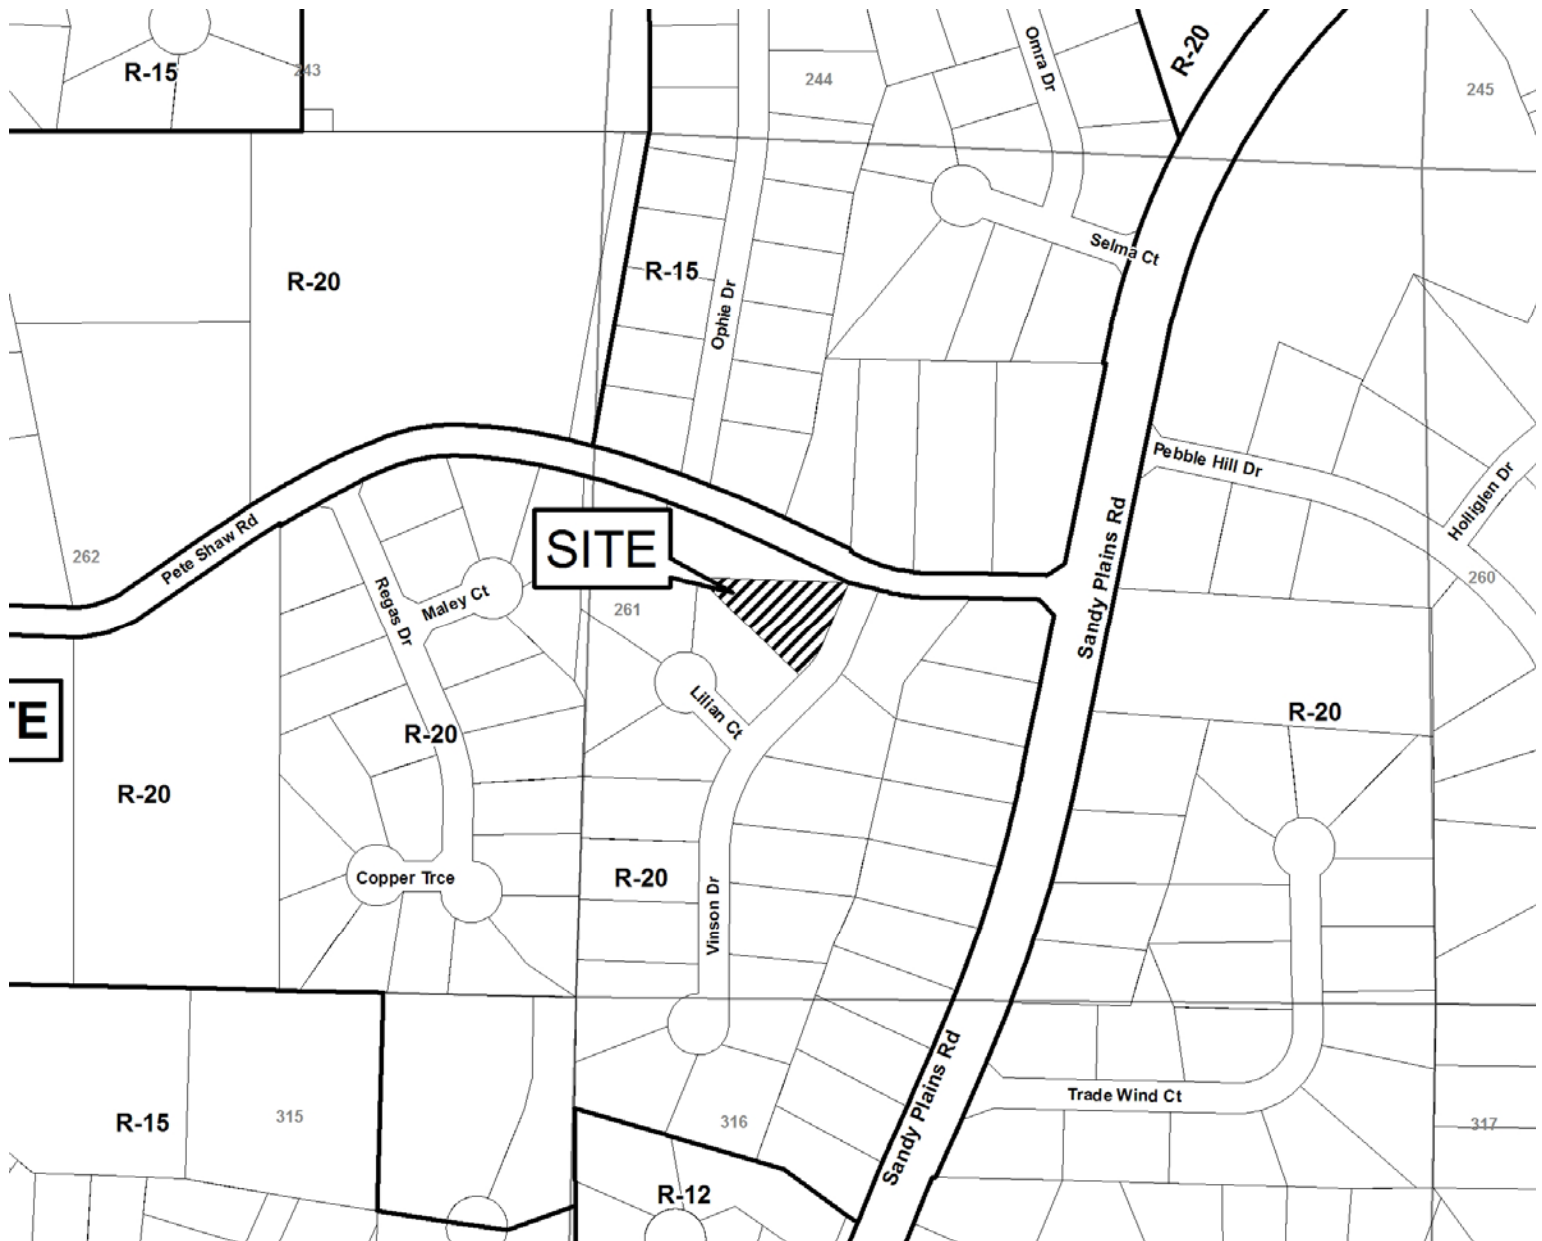 R-20
Omra Dr
R-15
243
244
245
Selma Ct
R-20
R-15
Ophie Dr
Pebble Hill Dr
Holtiglen Dr
Pete Shaw Rd
262
SITE
Sandy Plains Rd
260
Regas Dr
Maley Ct
261
Lilian Ct
TE
R-20
R-20
R-20
R-20
Copper Trce
Vinson Dr
Sandy Plains Rd
Trade Wind Ct
R-15
315
316
317
R-12